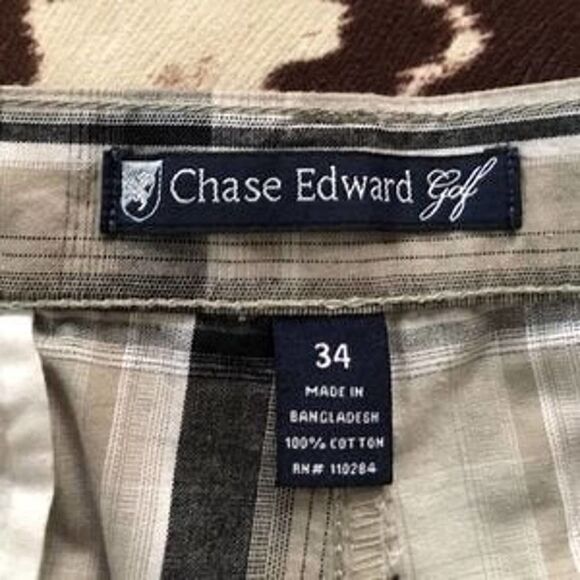 Chase Edward Golf
34
MADE IN
BANGLADESH
100% COTTON
RN# 110284